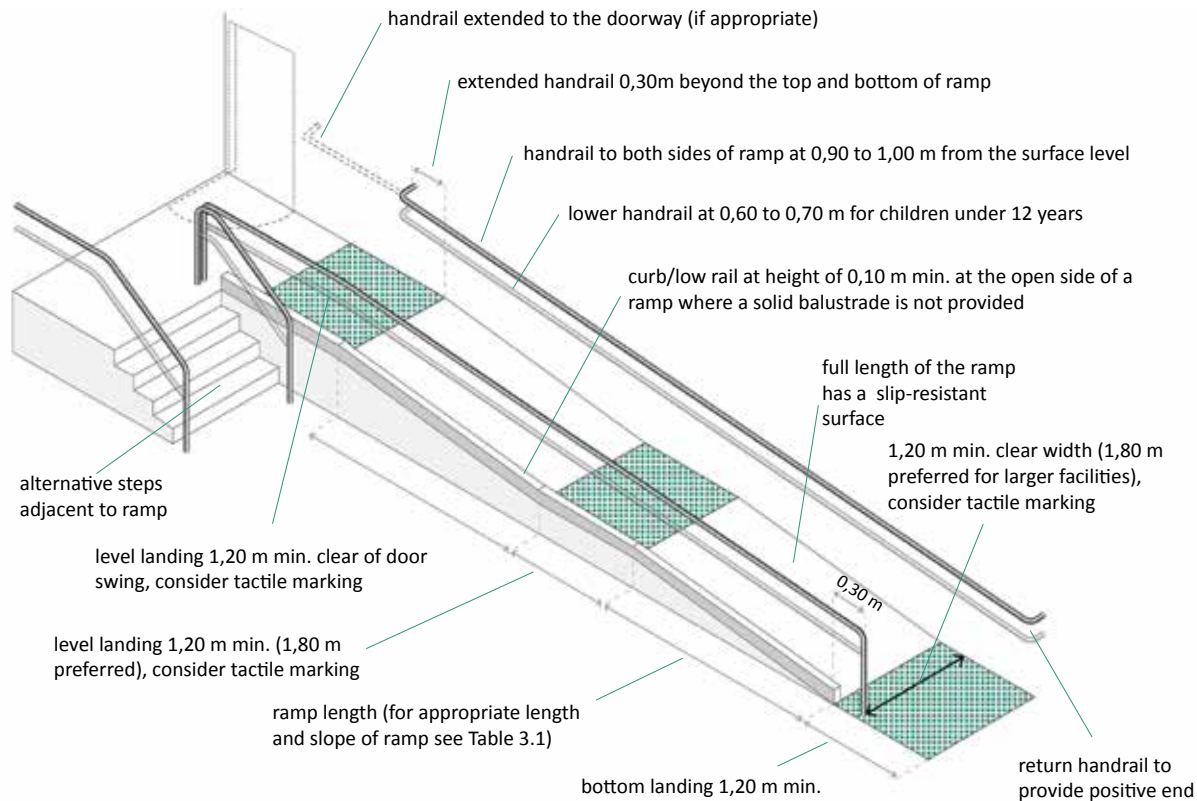 handrail extended to the doorway (if appropriate)
extended handrail 0,30m beyond the top and bottom of ramp
handrail to both sides of ramp at 0,90 to 1,00 m from the surface level
lower handrail at 0,60 to 0,70 m for children under 12 years
curb/low rail at height of 0,10 m min. at the open side of a
ramp where a solid balustrade is not provided
full length of the ramp
has a slip-resistant
surface
1,20 m min. clear width (1,80 m
preferred for larger facilities),
consider tactile marking
alternative steps
adjacent to ramp
level landing 1,20 m min. clear of door
swing, consider tactile marking
0,30 m
level landing 1,20 m min. (1,80 m
preferred), consider tactile marking
ramp length (for appropriate length
and slope of ramp see Table 3.1)
bottom landing 1,20 m min.
return handrail to
provide positive end